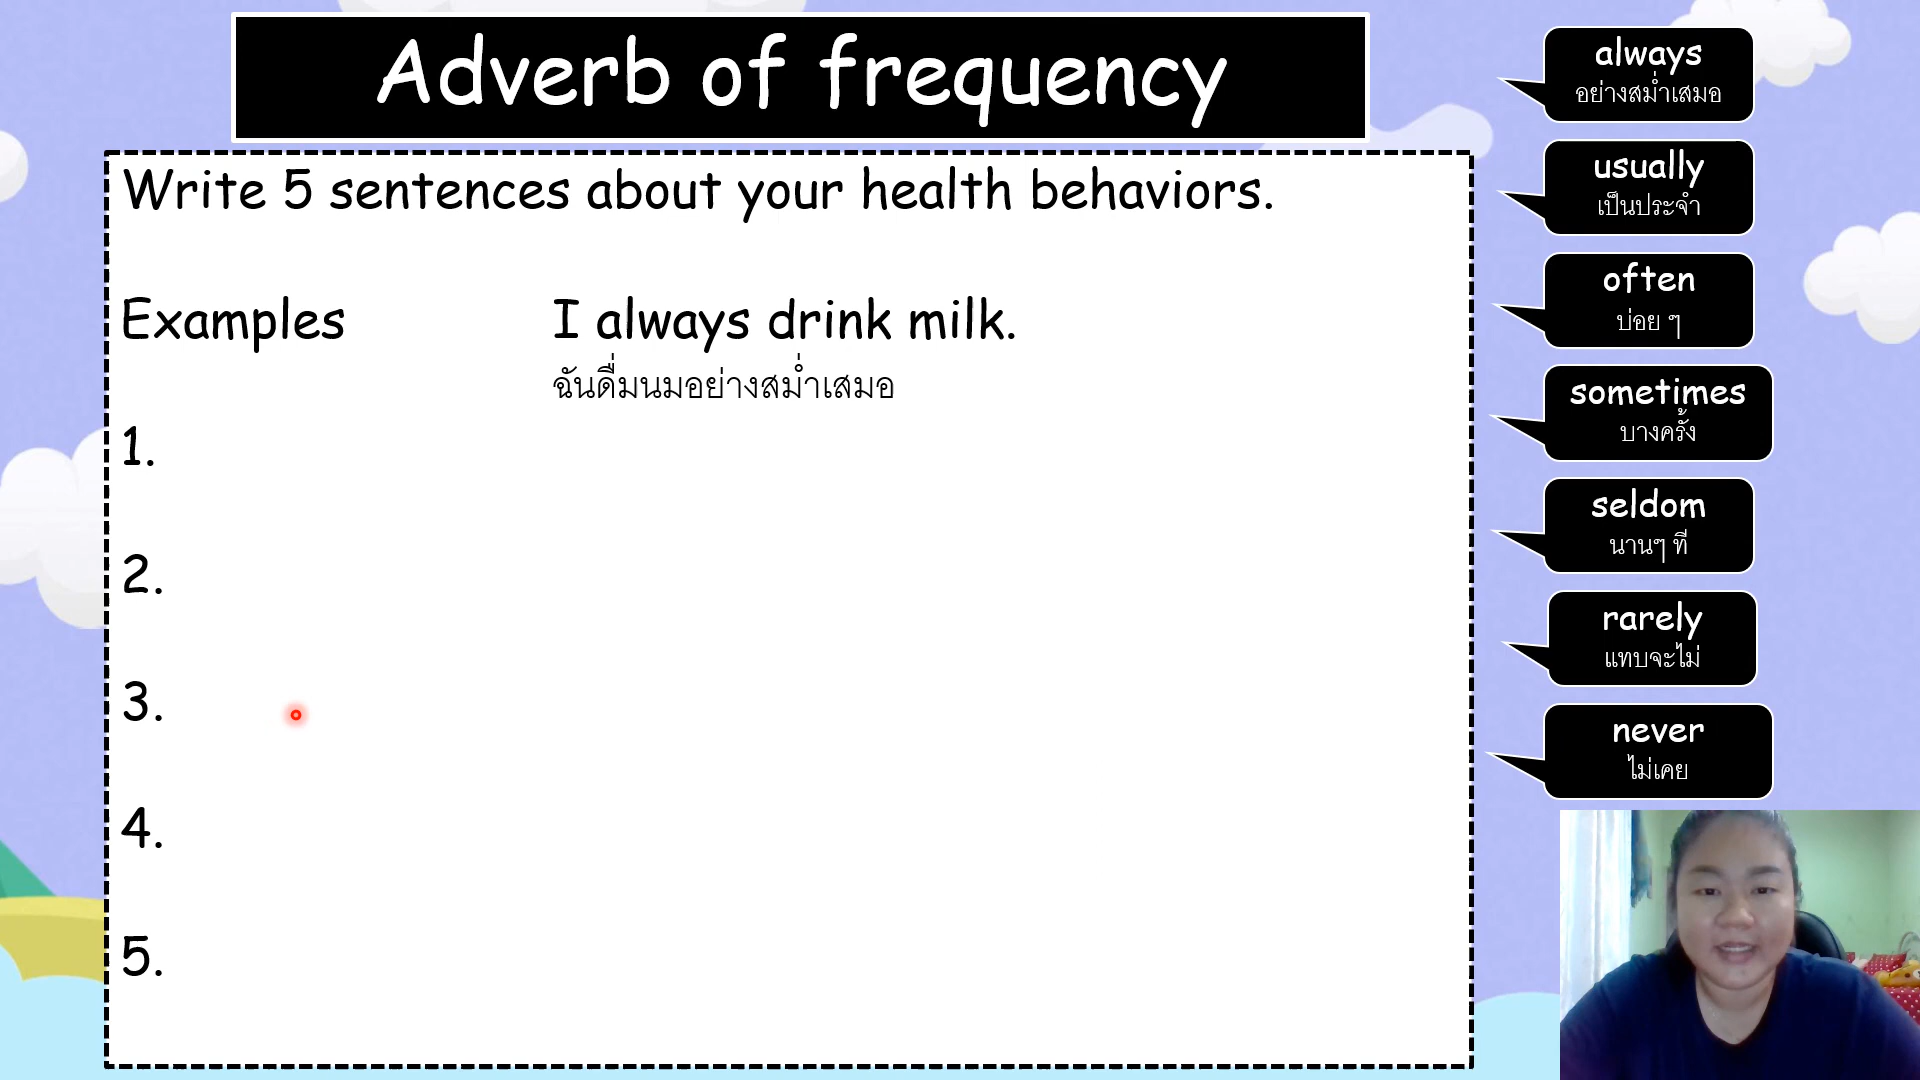 Adverb of frequency
Write 5 sentences about your health behaviors.
Examples I always drink milk.
ฉันดื่มนมอย่างสม่ำเสมอ
1.
2.
3.
4.
5.
always
อย่างสม่ำเสมอ
usually
เป็นประจำ
often
บ่อย ๆ
sometimes
บางครั้ง
seldom
นานๆ ที
rarely
แทบจะไม่
never
ไม่เคย